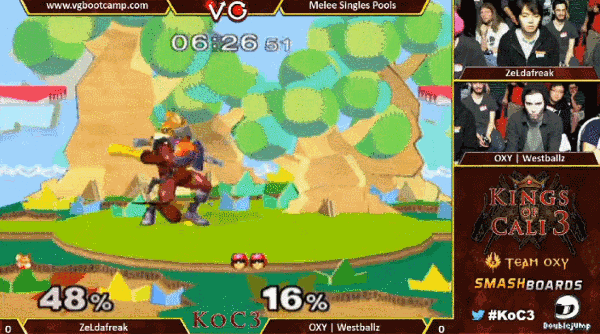 www.vgbootcamp.com
VG
Melee Singles Pools
06:26 51
ZeLdafreak
OXY | Westballz
KINGS
OF
CALI 3
TEAM OXY
SMASHBOARDS
#KoC3
D
DoubleJump
48%
16%
0
ZeLdafreak
KoC3
OXY | Westballz
0